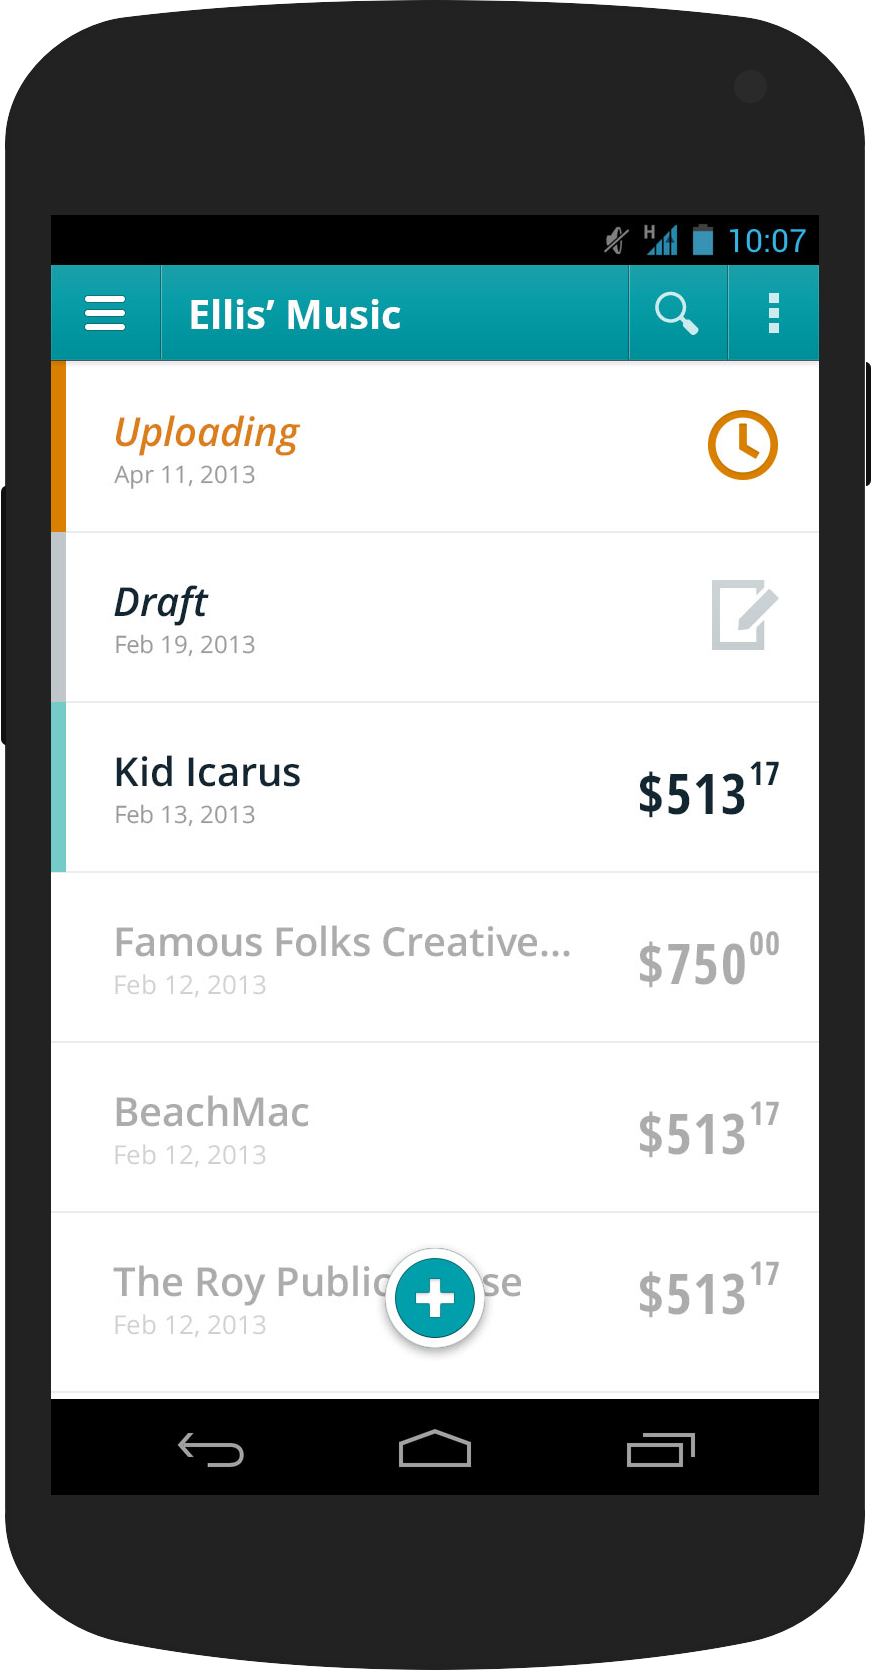 H
10:07
Ellis’ Music
Uploading
Apr 11, 2013
Draft
Feb 19, 2013
Kid Icarus
Feb 13, 2013
$513 17
Famous Folks Creative...
Feb 12, 2013
$750 00
BeachMac
Feb 12, 2013
$513 17
The Roy Public se
Feb 12, 2013
$513 17